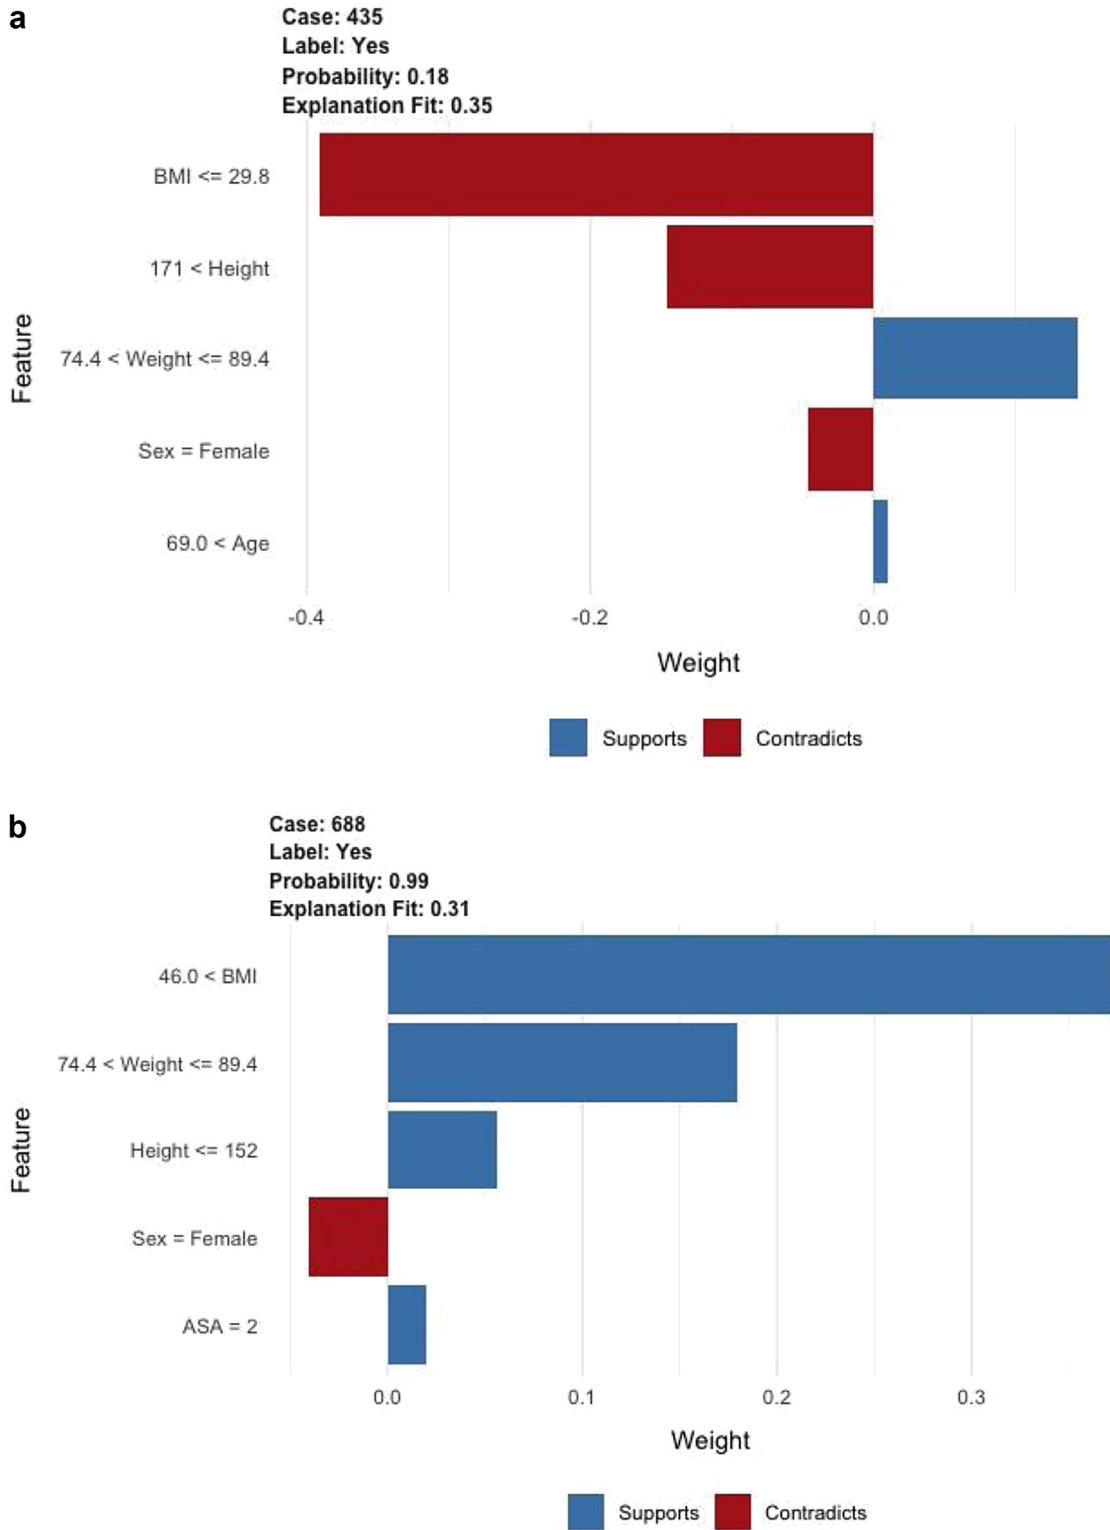 a
Case: 435
Label: Yes
Probability: 0.18
Explanation Fit: 0.35
BMI <= 29.8
171 < Height
74.4 < Weight <= 89.4
Sex = Female
69.0 < Age
Feature
-0.4 -0.2 0.0
Weight
Supports Contradicts
b
Case: 688
Label: Yes
Probability: 0.99
Explanation Fit: 0.31
46.0 < BMI
74.4 < Weight <= 89.4
Height <= 152
Sex = Female
ASA = 2
Feature
0.0 0.1 0.2 0.3
Weight
Supports Contradicts